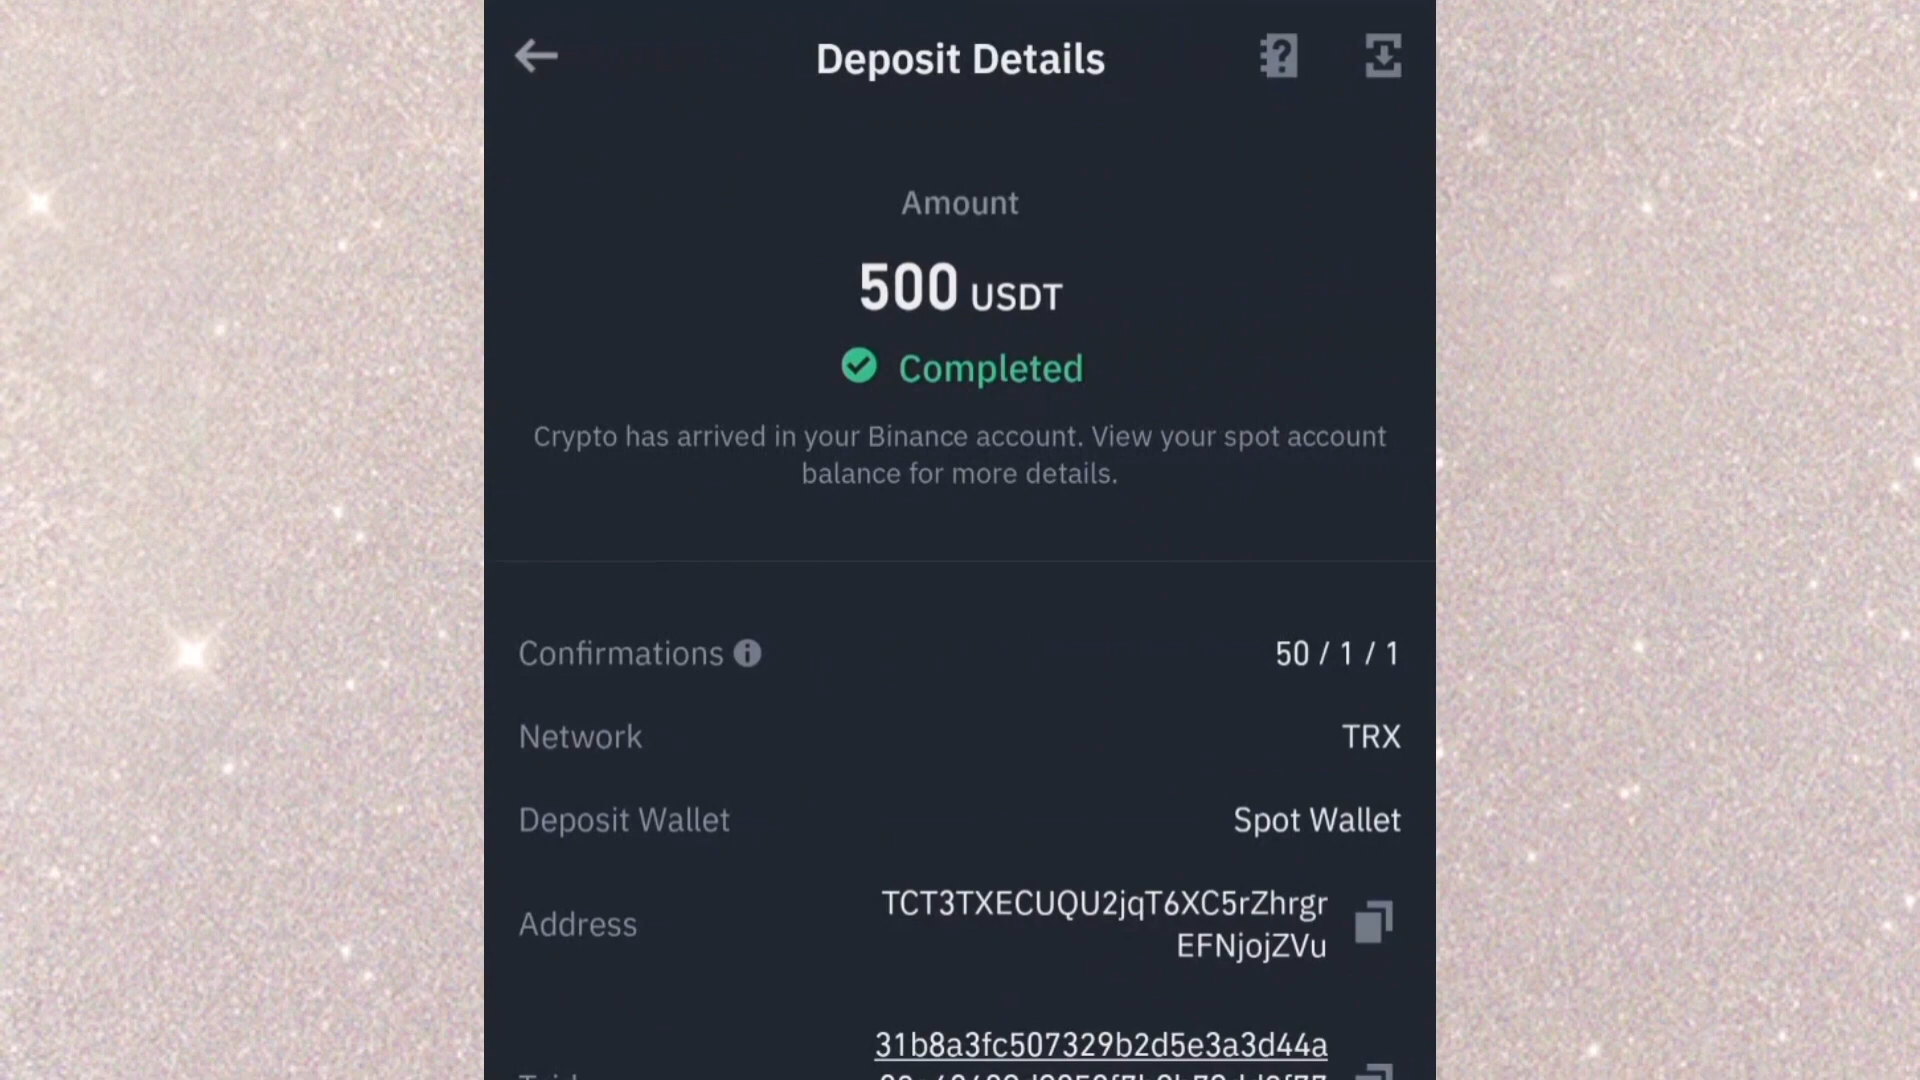 Deposit Details
Amount
500 USDT
Completed
Crypto has arrived in your Binance account. View your spot account
balance for more details.
Confirmations 50 / 1 / 1
Network TRX
Deposit Wallet Spot Wallet
TCT3TXECUQU2jqT6XC5rZhrgr
Address
EFNjojZVu
31b8a3fc507329b2d5e3a3d44a